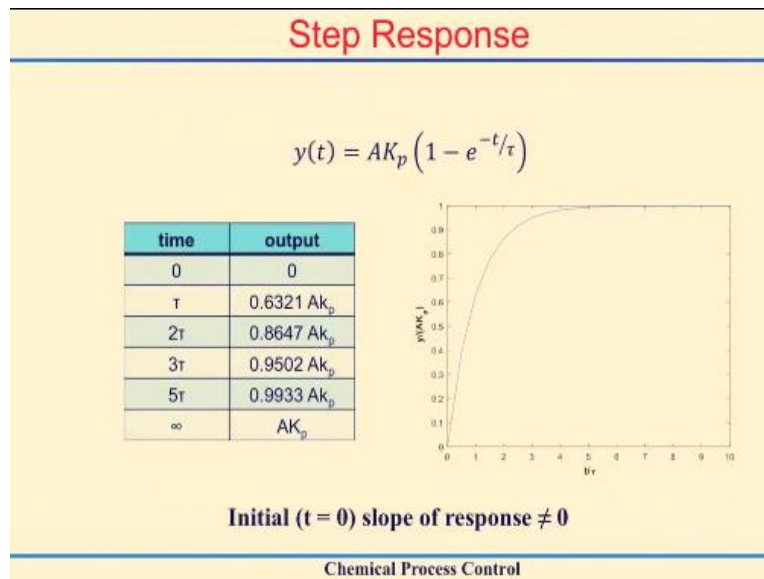 Step Response
y(t) = AK_p (1 − e^{−t/τ})
time output
0 0
τ 0.6321 Ak_p
2τ 0.8647 Ak_p
3τ 0.9502 Ak_p
5τ 0.9933 Ak_p
∞ AK_p
y/(AK_p)
1
0.9
0.8
0.7
0.6
0.5
0.4
0.3
0.2
0.1
0
0 1 2 3 4 5 6 7 8 9 10
t/τ
Initial (t = 0) slope of response ≠ 0
Chemical Process Control